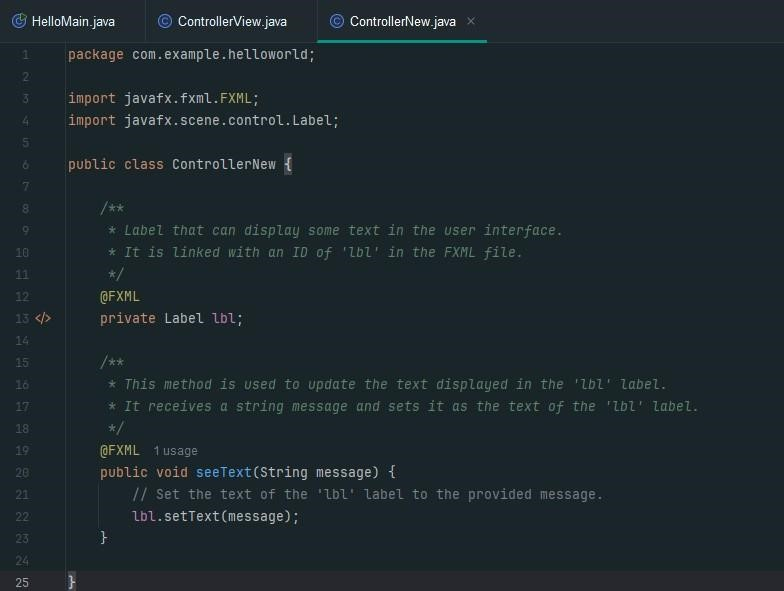 HelloMain.java ControllerView.java ControllerNew.java
1 package com.example.helloworld;
2
3 import javafx.fxml.FXML;
4 import javafx.scene.control.Label;
5
6 public class ControllerNew {
7
8 /**
9 * Label that can display some text in the user interface.
10 * It is linked with an ID of 'lbl' in the FXML file.
11 */
12 @FXML
13 </> private Label lbl;
14
15 /**
16 * This method is used to update the text displayed in the 'lbl' label.
17 * It receives a string message and sets it as the text of the 'lbl' label.
18 */
19 @FXML 1 usage
20 public void seeText(String message) {
21 // Set the text of the 'lbl' label to the provided message.
22 lbl.setText(message);
23 }
24
25 }